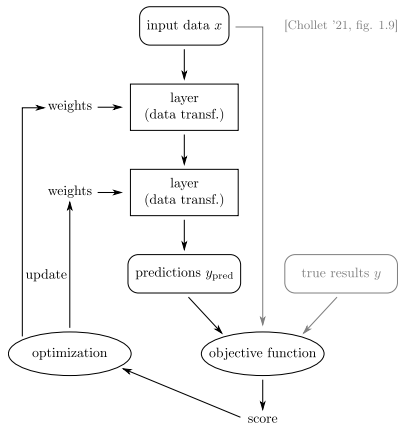 input data x
[Chollet '21, fig. 1.9]
layer
(data transf.)
weights
layer
(data transf.)
weights
update
predictions y_pred
true results y
optimization
objective function
score